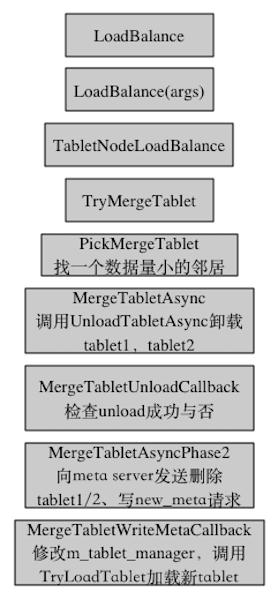 LoadBalance
LoadBalance(args)
TabletNodeLoadBalance
TryMergeTablet
PickMergeTablet
找一个数据量小的邻居
MergeTabletAsync
调用UnloadTabletAsync卸载
tablet1，tablet2
MergeTabletUnloadCallback
检查unload成功与否
MergeTabletAsyncPhase2
向meta server发送删除
tablet1/2、写new_meta请求
MergeTabletWriteMetaCallback
修改m_tablet_manager，调用
TryLoadTablet加载新tablet